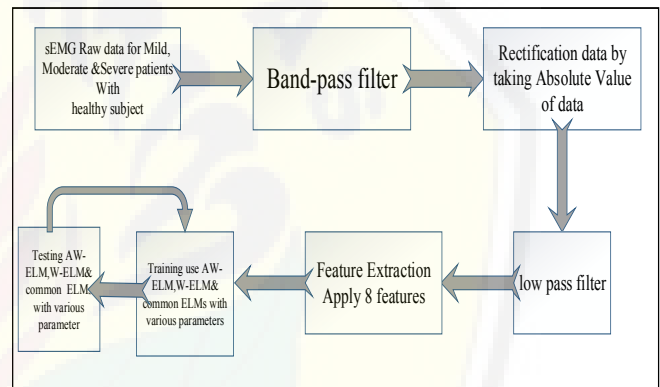 sEMG Raw data for Mild,
Moderate &Severe patients
With
healthy subject
Band-pass filter
Rectification data by
taking Absolute Value
of data
low pass filter
Feature Extraction
Apply 8 features
Training use AW-
ELM,W-ELM&
common ELMs with
various parameters
Testing AW-
ELM,W-ELM&
common ELM
with various
parameter